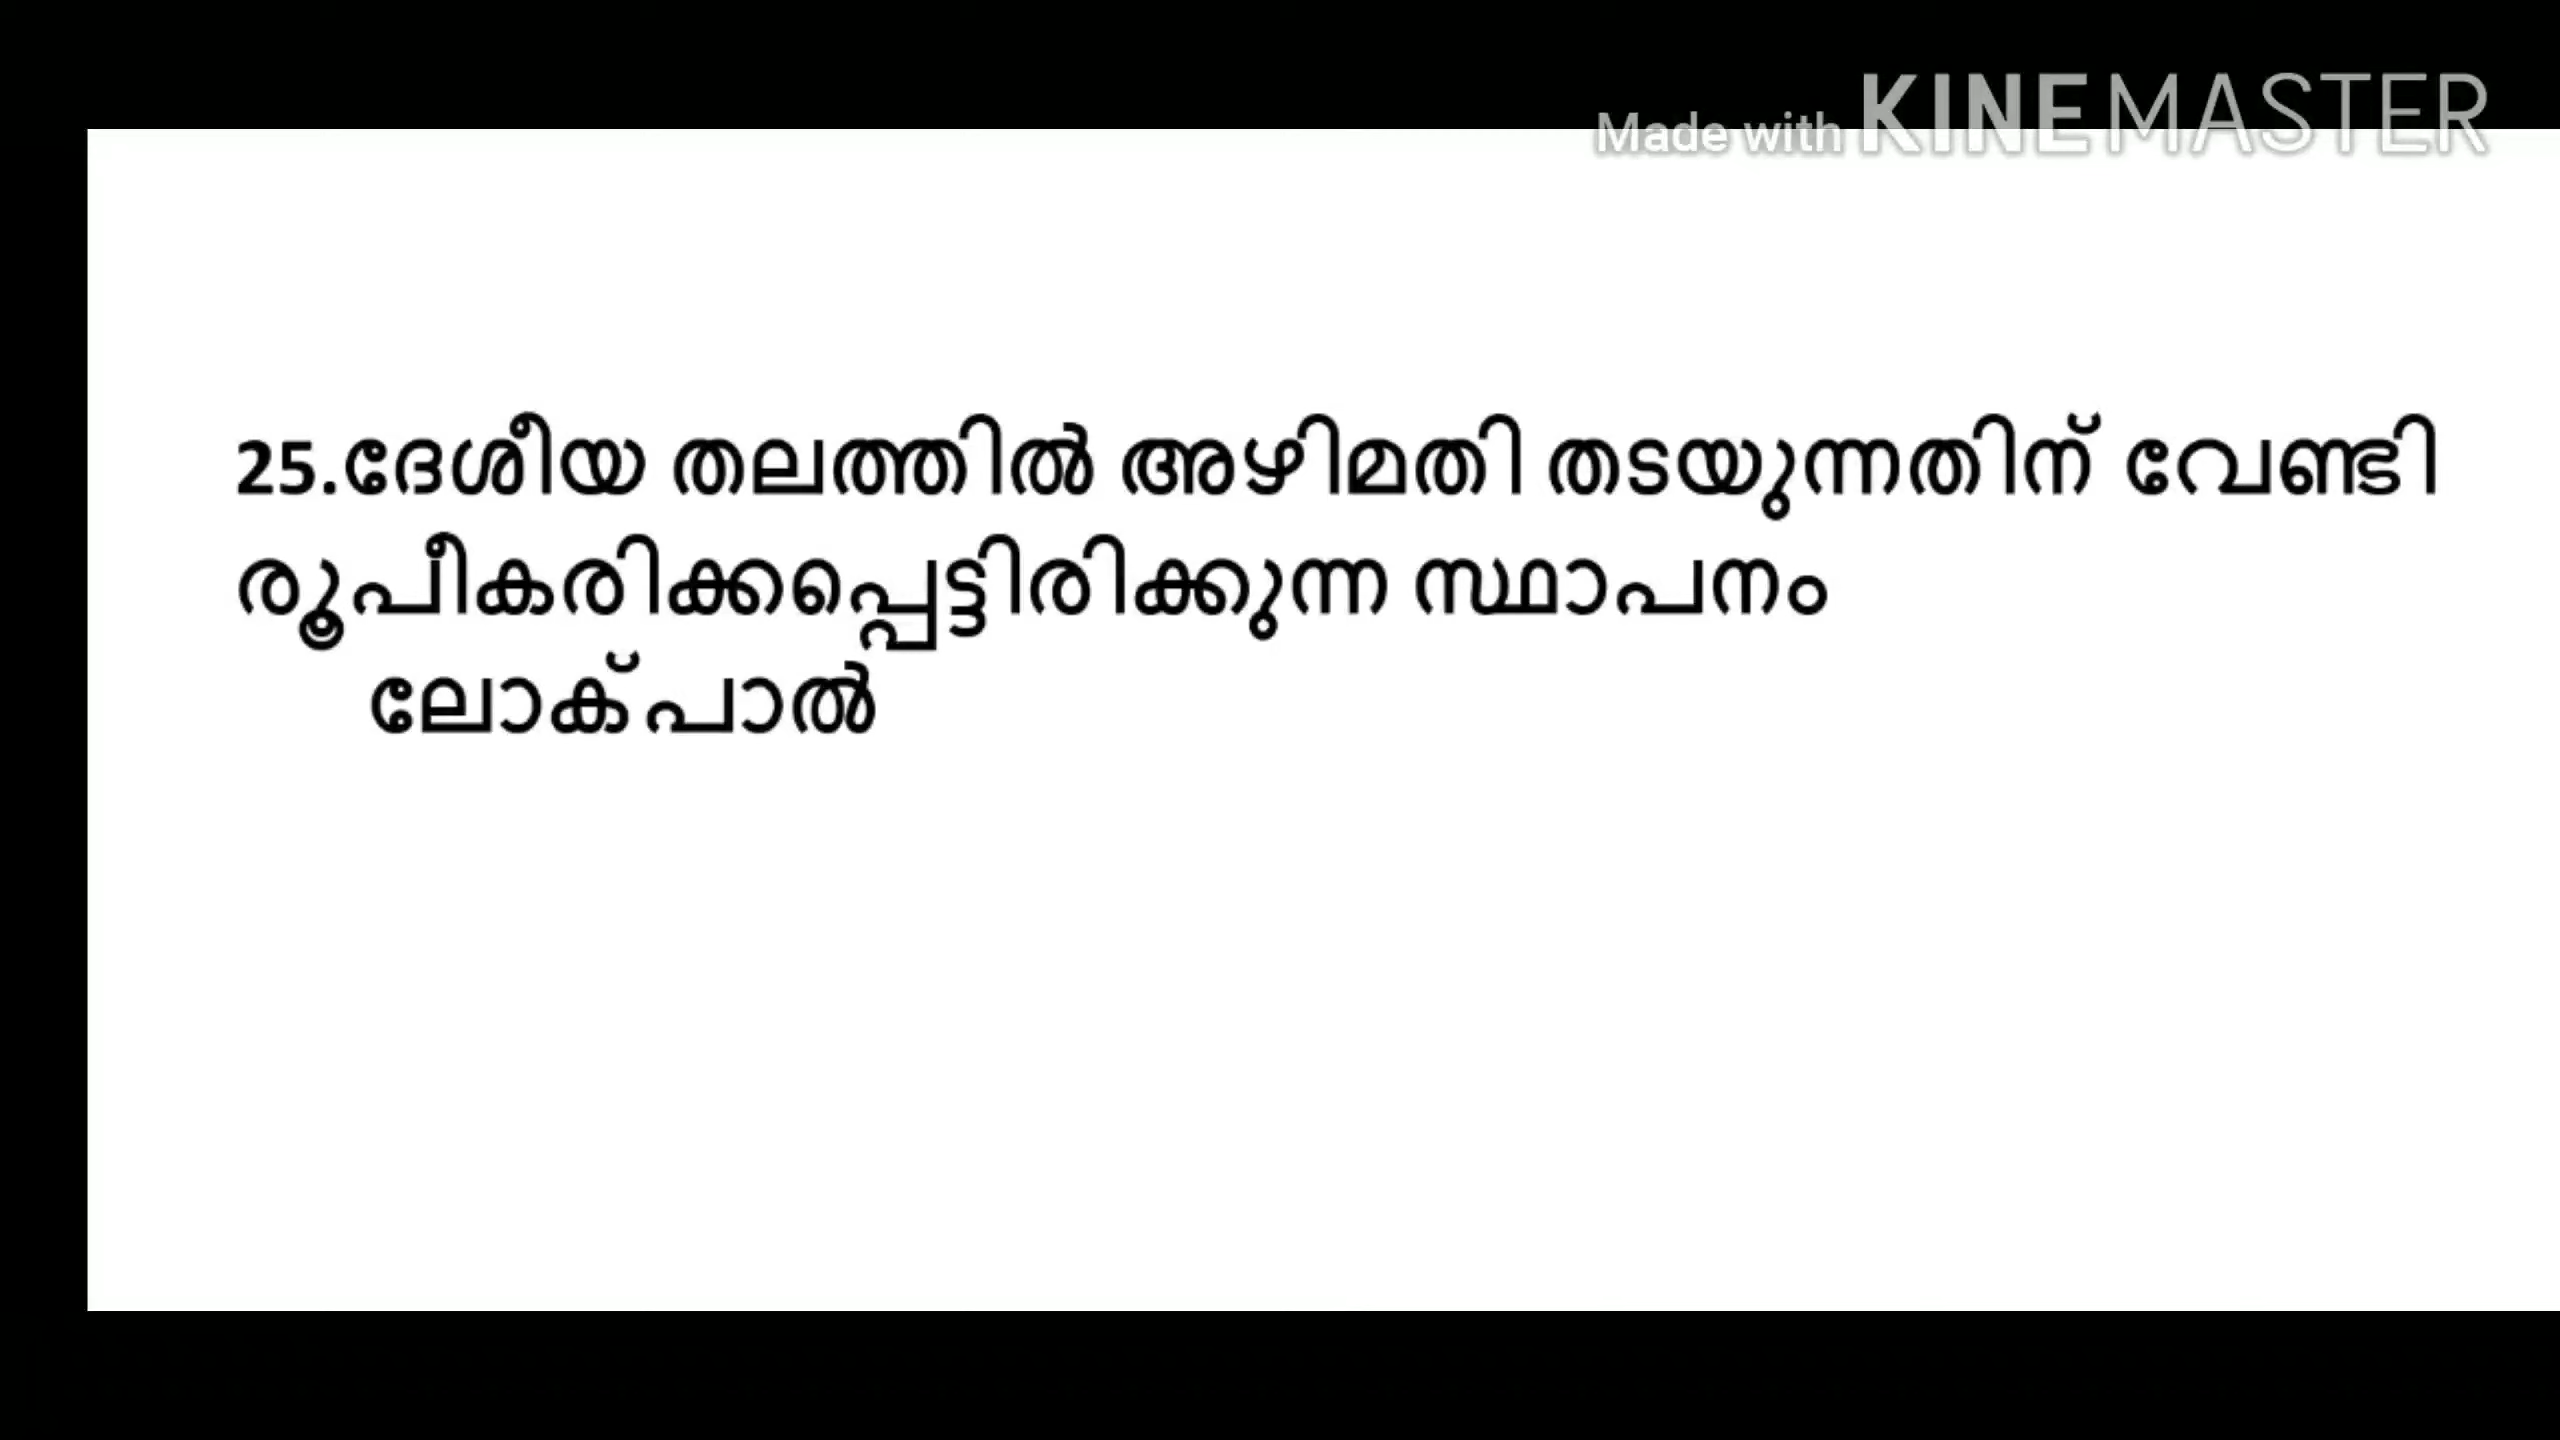 Made with KINEMASTER
25.ദേശീയ തലത്തിൽ അഴിമതി തടയുന്നതിന് വേണ്ടി
രൂപീകരിക്കപ്പെട്ടിരിക്കുന്ന സ്ഥാപനം
ലോക്പാൽ